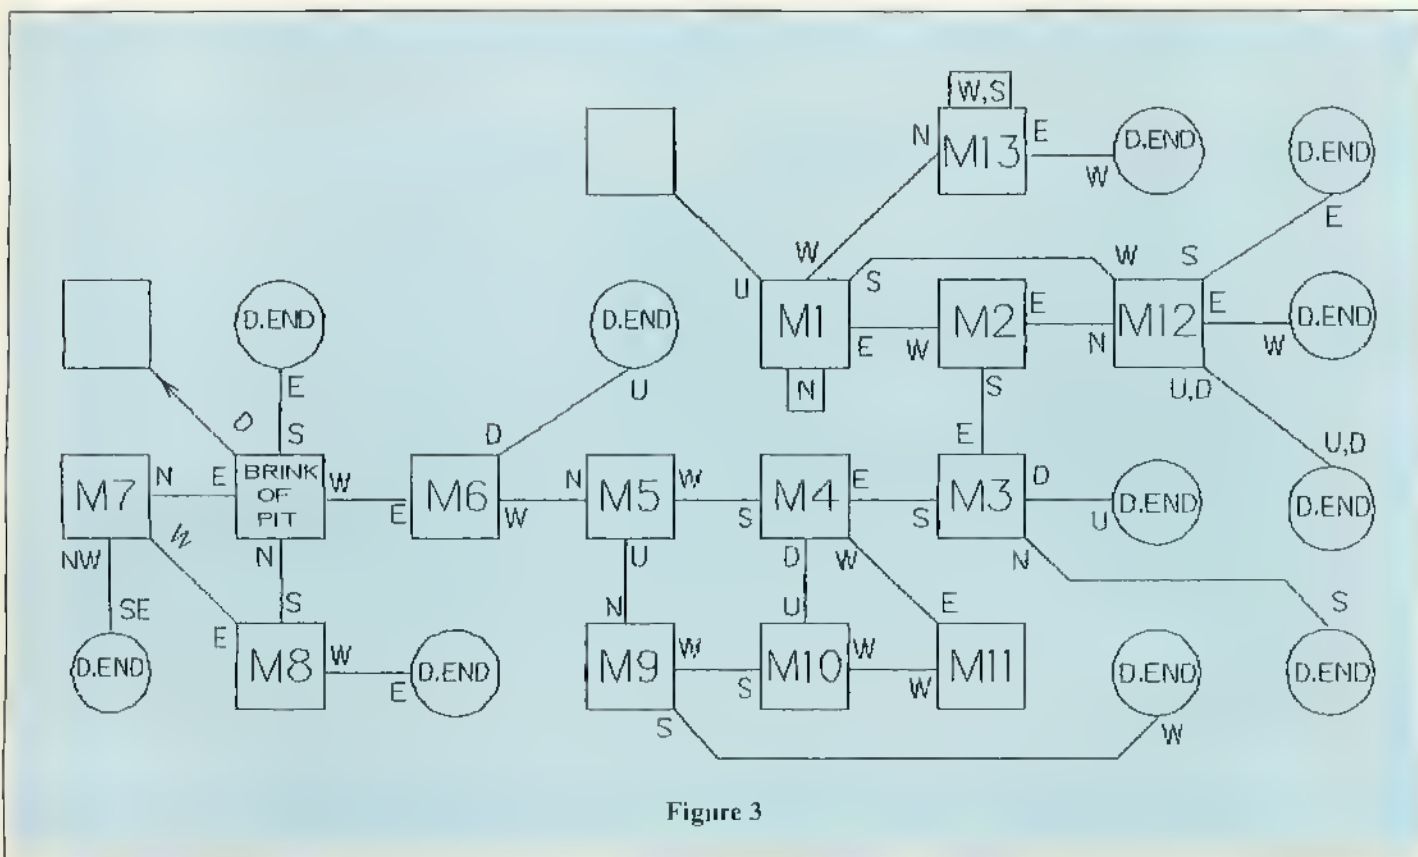 W,S
N
M13
E
D.END
W
D.END
E
W
S
W
S
U
M1
E
W
M2
E
N
M12
E
W
D.END
N
S
U,D
D.END
E
S
D.END
U
D
D
E
U,D
D.END
M7
N
E
BRINK
OF
PIT
W
E
M6
W
N
M5
W
S
M4
E
S
M3
D
U
D.END
W
N
U
D
W
N
NW
S
N
U
E
S
SE
D.END
E
M8
W
E
D.END
M9
W
S
M10
W
W
M11
D.END
D.END
S
W
Figure 3